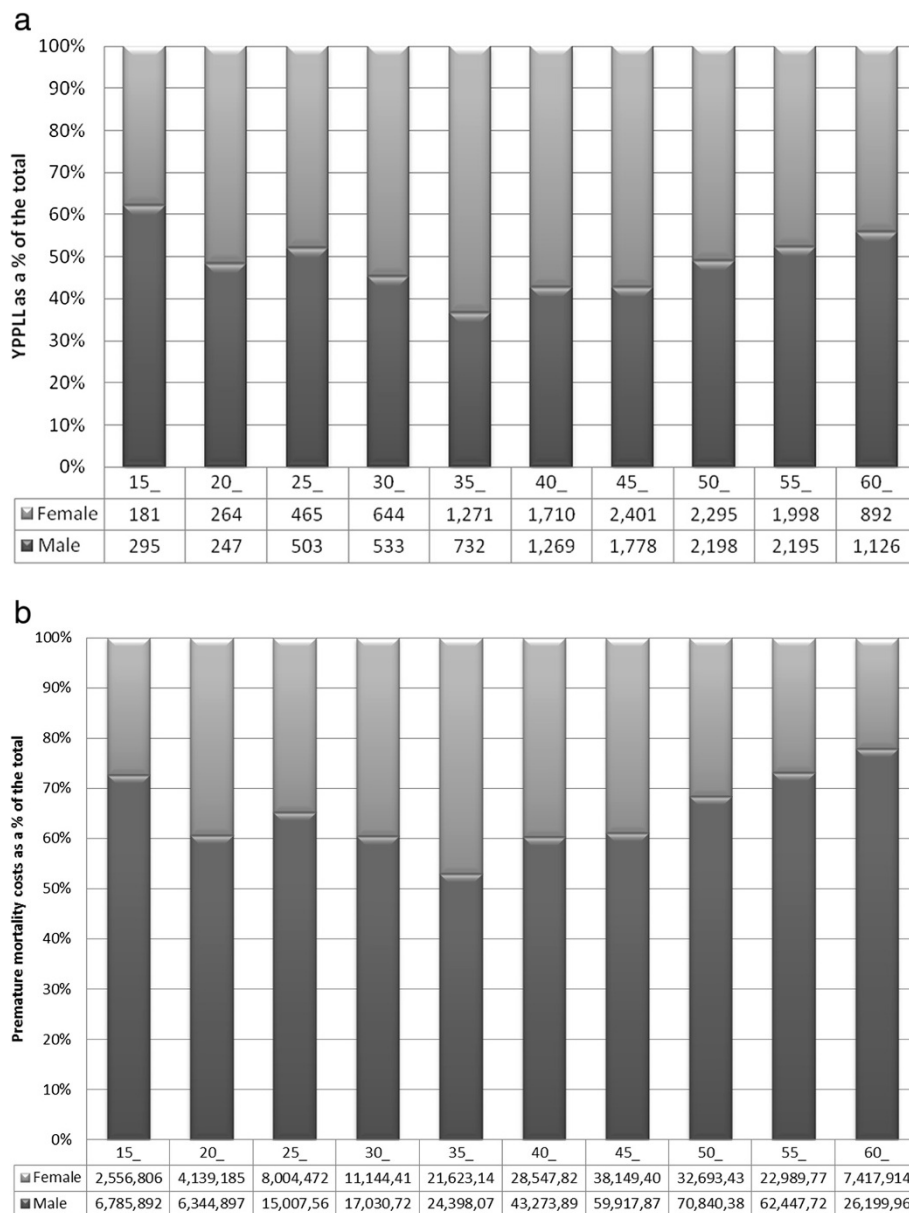 a
YPPLL as a % of the total
100%
90%
80%
70%
60%
50%
40%
30%
20%
10%
0%
15_ 20_ 25_ 30_ 35_ 40_ 45_ 50_ 55_ 60_
Female 181 264 465 644 1,271 1,710 2,401 2,295 1,998 892
Male 295 247 503 533 732 1,269 1,778 2,198 2,195 1,126
b
Premature mortality costs as a % of the total
100%
90%
80%
70%
60%
50%
40%
30%
20%
10%
0%
15_ 20_ 25_ 30_ 35_ 40_ 45_ 50_ 55_ 60_
Female 2,556,806 4,139,185 8,004,472 11,144,41 21,623,14 28,547,82 38,149,40 32,693,43 22,989,77 7,417,914
Male 6,785,892 6,344,897 15,007,56 17,030,72 24,398,07 43,273,89 59,917,87 70,840,38 62,447,72 26,199,96